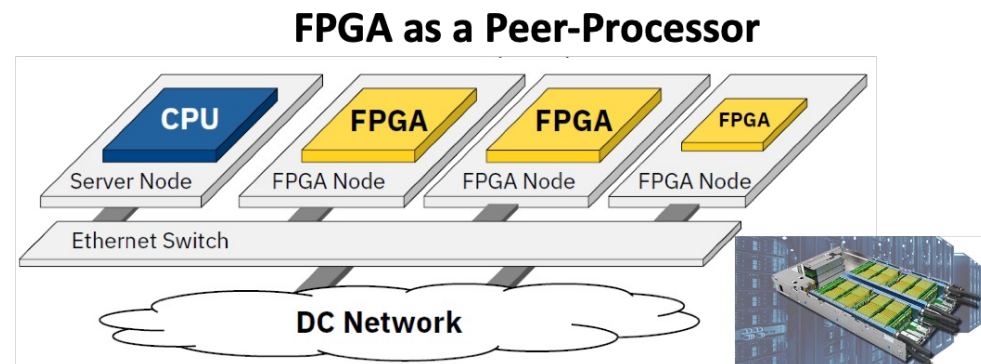 FPGA as a Peer-Processor
CPU
FPGA
FPGA
FPGA
Server Node
FPGA Node
FPGA Node
FPGA Node
Ethernet Switch
DC Network